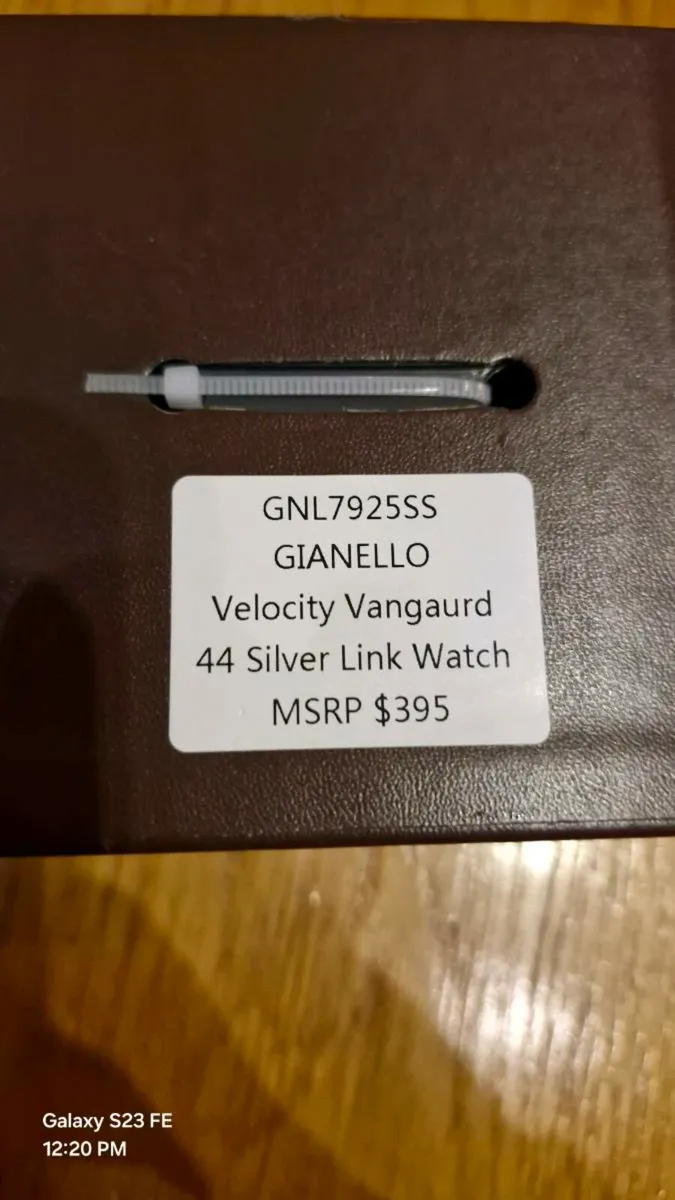 GNL7925SS
GIANELLO
Velocity Vangaurd
44 Silver Link Watch
MSRP $395
Galaxy S23 FE
12:20 PM